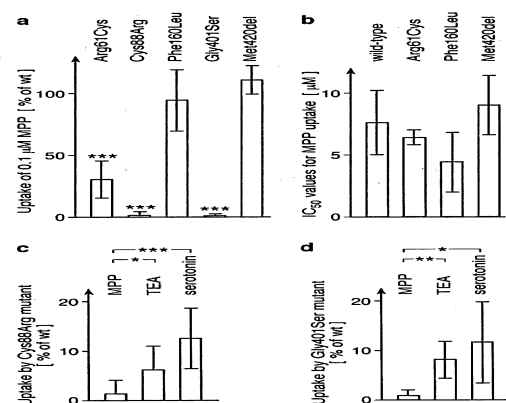 a
Arg61Cys
Cys88Arg
Phe160Leu
Gly401Ser
Met420del
Uptake of 0.1 µM MPP [ % of wt ]
100
50
0
***
***
***
b
wild-type
Arg61Cys
Phe160Leu
Met420del
IC50 values for MPP uptake [ µM ]
10
5
0
c
***
*
MPP
TEA
serotonin
Uptake by Cys88Arg mutant
[ % of wt ]
20
10
0
d
*
**
MPP
TEA
serotonin
Uptake by Gly401Ser mutant
[ % of wt ]
20
10
0